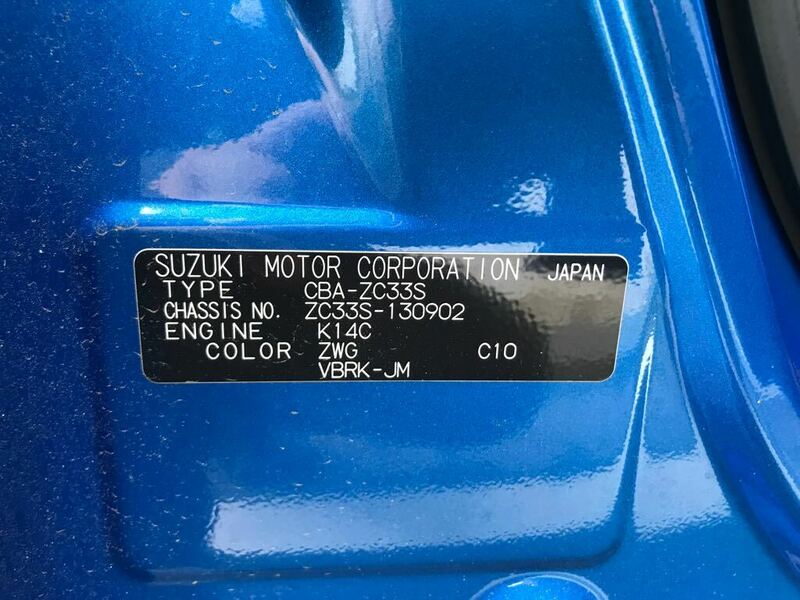 SUZUKI MOTOR CORPORATION JAPAN
TYPE CBA-ZC33S
CHASSIS NO. ZC33S-130902
ENGINE K14C
COLOR ZWG C10
VBRK-JM